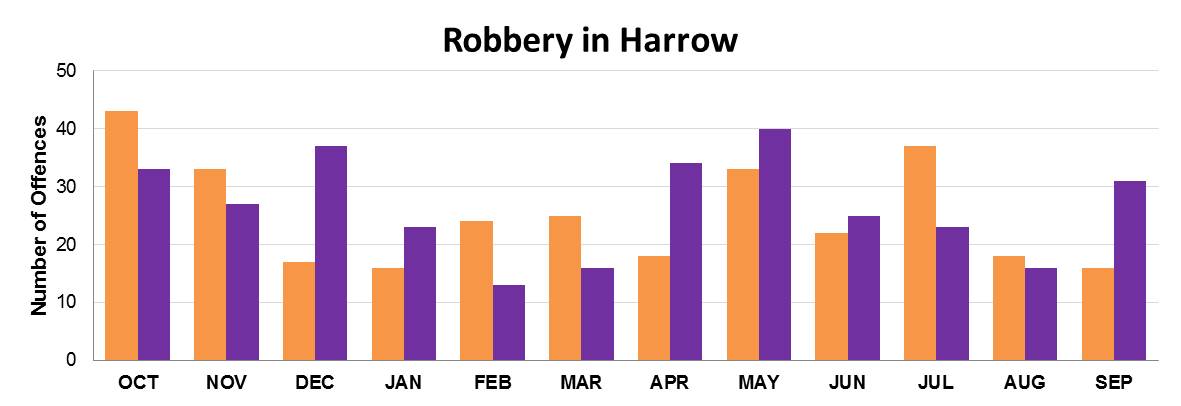 Robbery in Harrow
Number of Offences
50
40
30
20
10
0
OCT NOV DEC JAN FEB MAR APR MAY JUN JUL AUG SEP